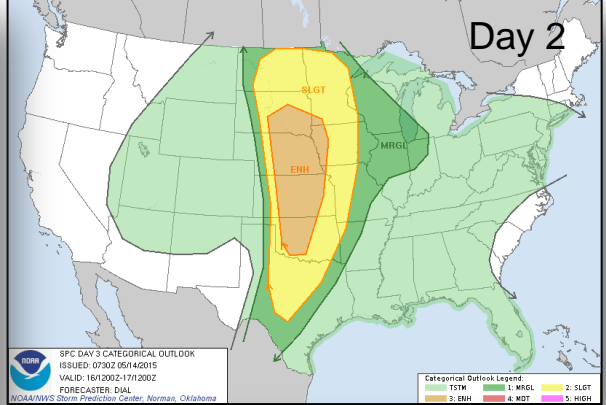 Day 2
SLGT
MRGL
ENH
NOAA
SPC DAY 3 CATEGORICAL OUTLOOK
ISSUED: 0730Z 05/14/2015
VALID: 16/1200Z-17/1200Z
FORECASTER: DIAL
NOAA/NWS Storm Prediction Center, Norman, Oklahoma
Categorical Outlook Legend:
TSTM 1: MRGL 2: SLGT
3: ENH 4: MDT 5: HIGH